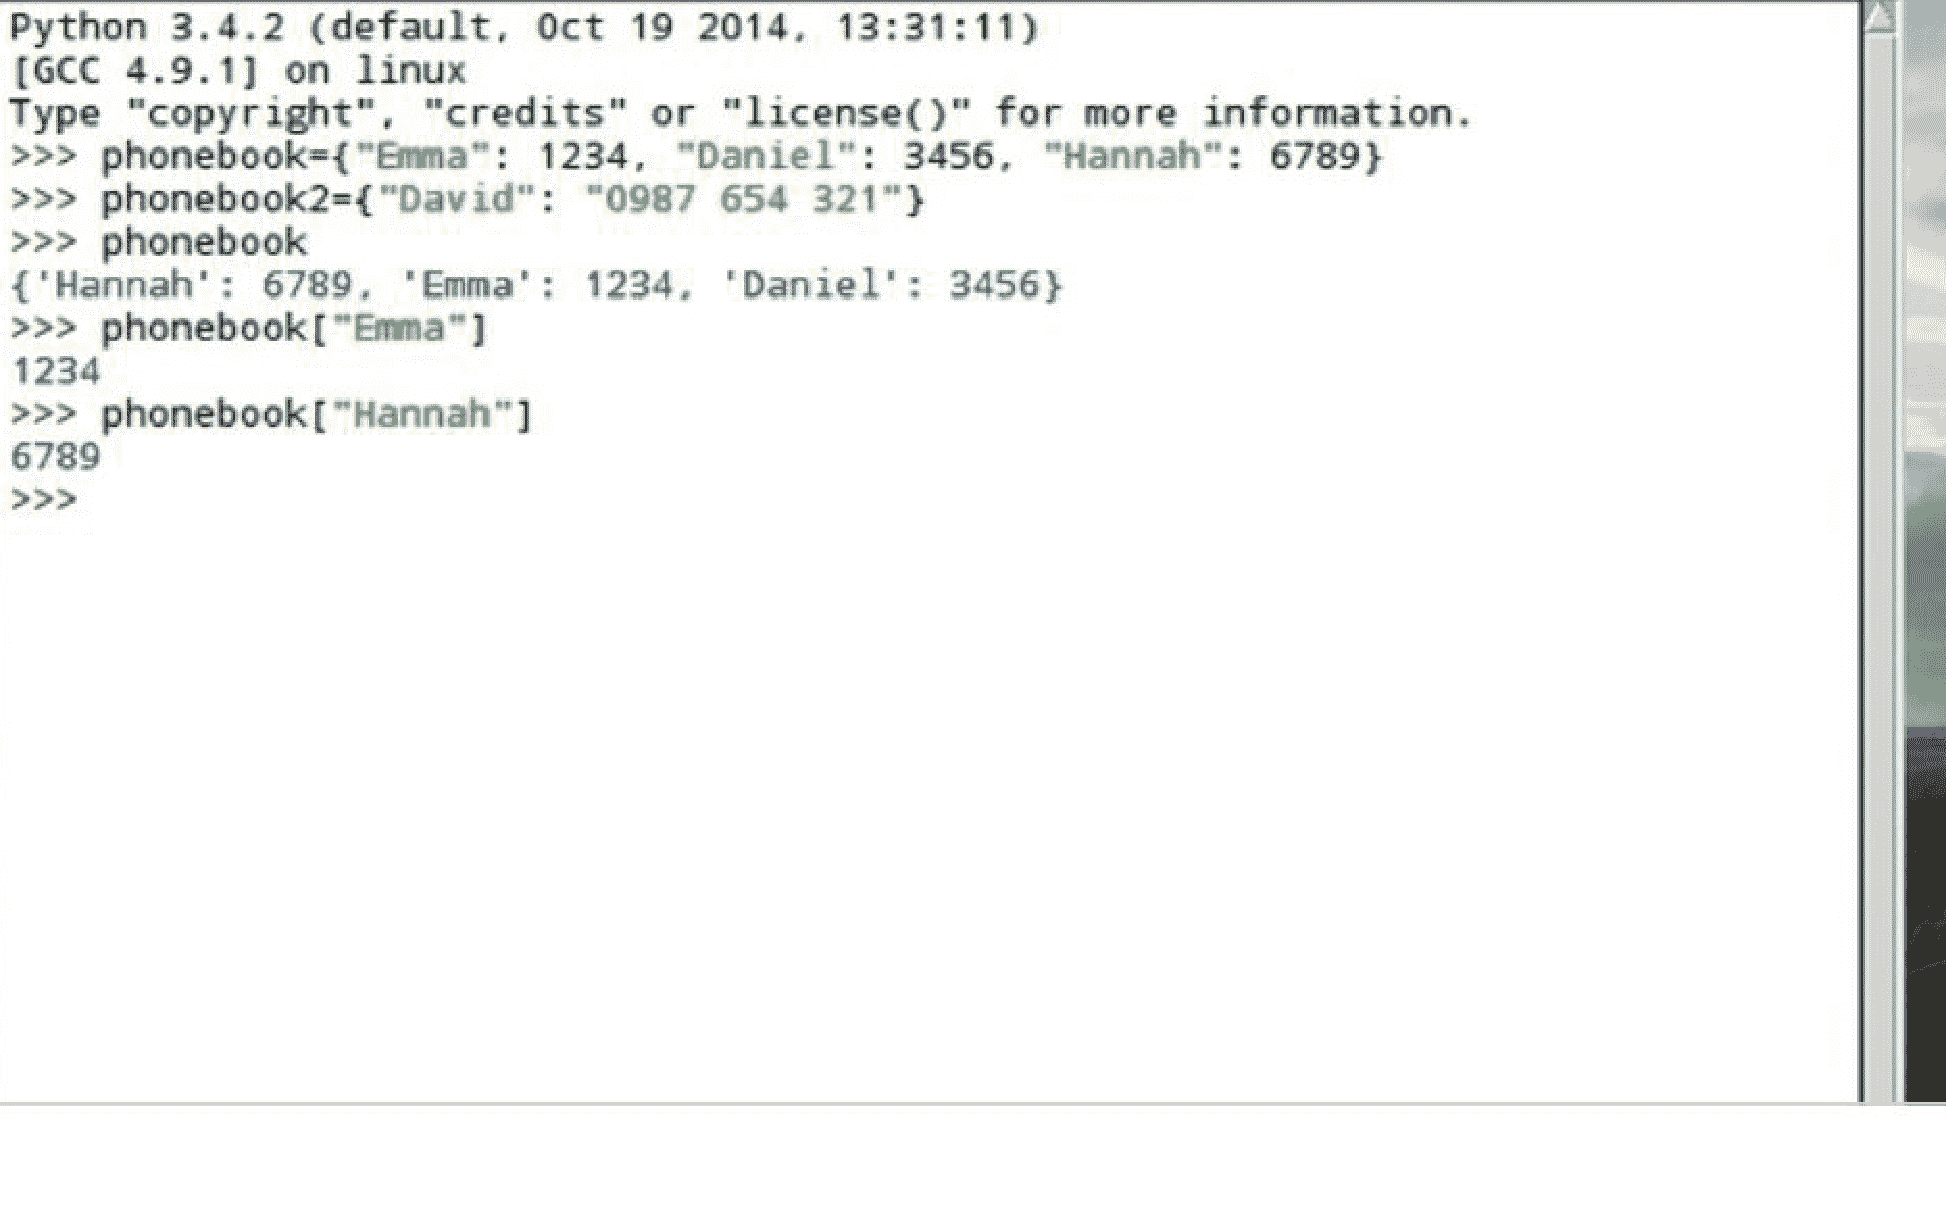 Python 3.4.2 (default, Oct 19 2014, 13:31:11)
[GCC 4.9.1] on linux
Type "copyright", "credits" or "license()" for more information.
>>> phonebook={"Emma": 1234, "Daniel": 3456, "Hannah": 6789}
>>> phonebook2={"David": "0987 654 321"}
>>> phonebook
{'Hannah': 6789, 'Emma': 1234, 'Daniel': 3456}
>>> phonebook["Emma"]
1234
>>> phonebook["Hannah"]
6789
>>>